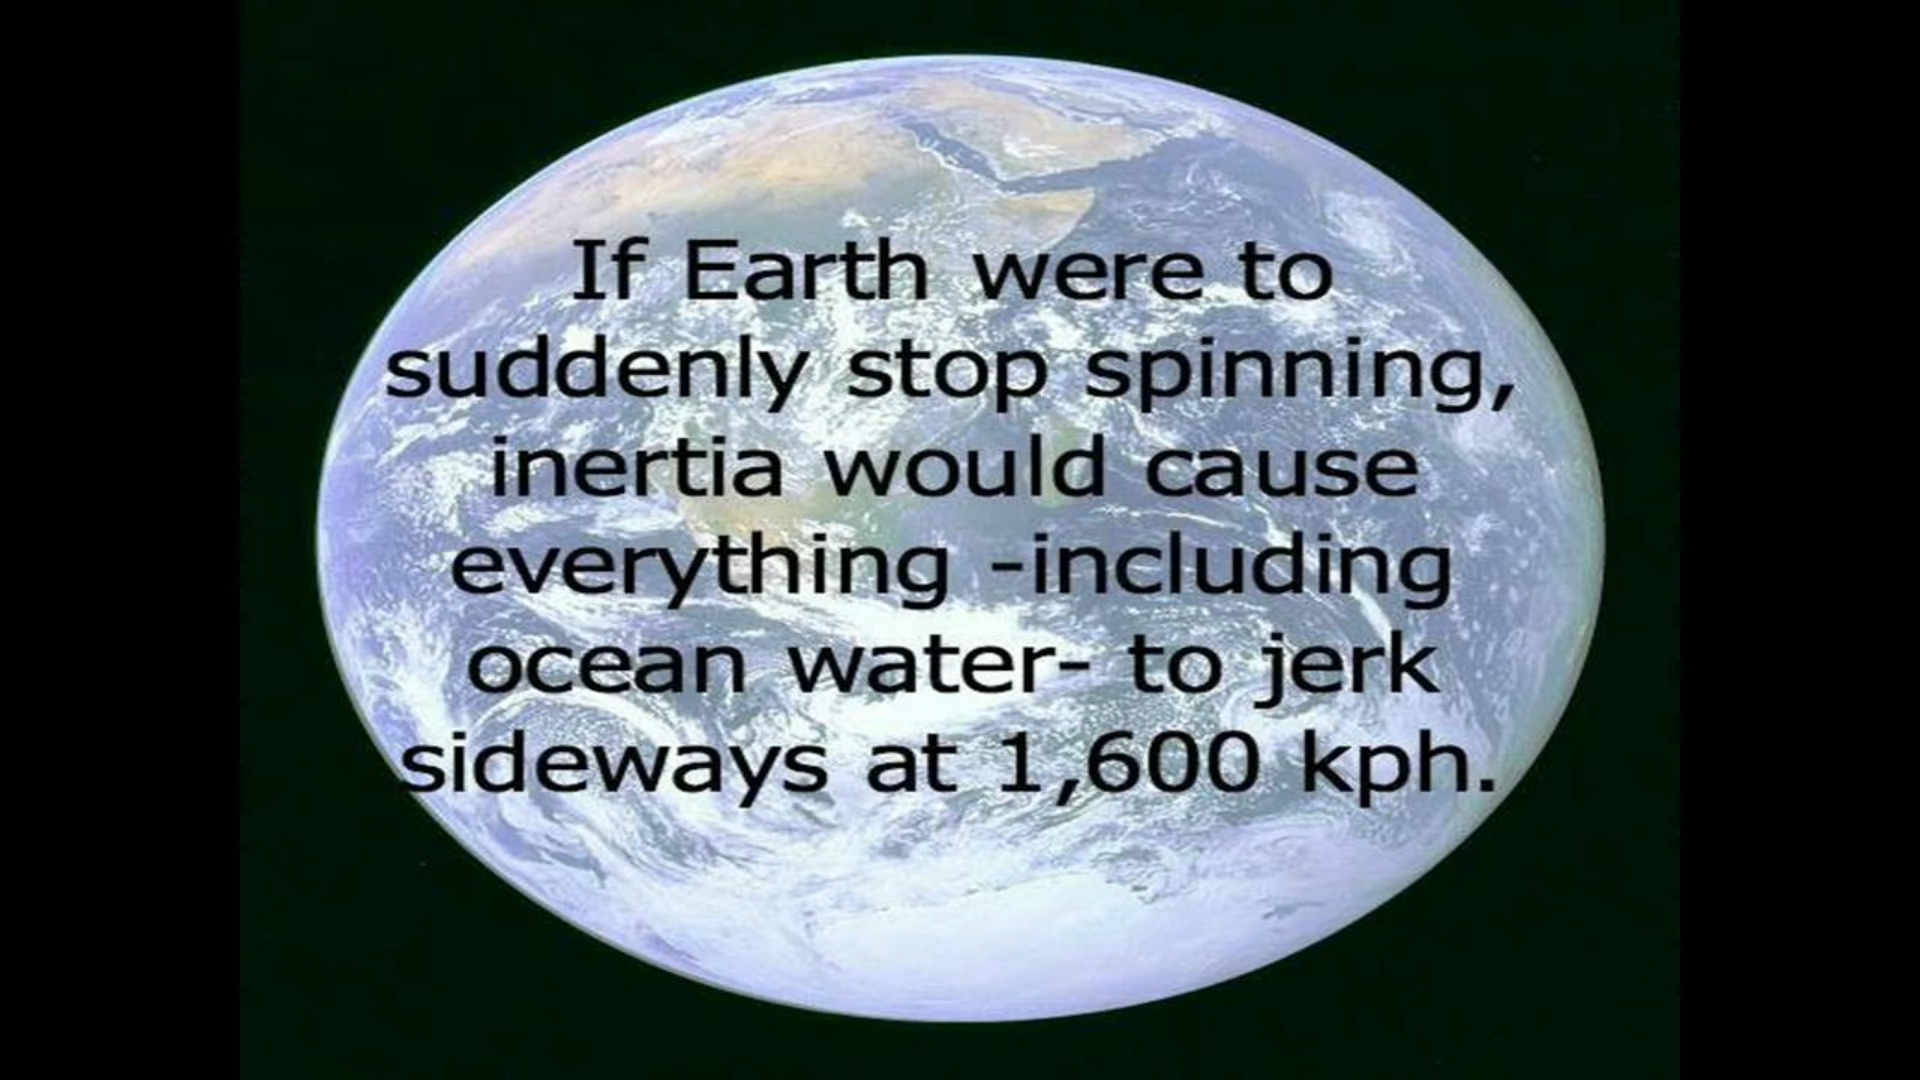 If Earth were to
suddenly stop spinning,
inertia would cause
everything -including
ocean water- to jerk
sideways at 1,600 kph.